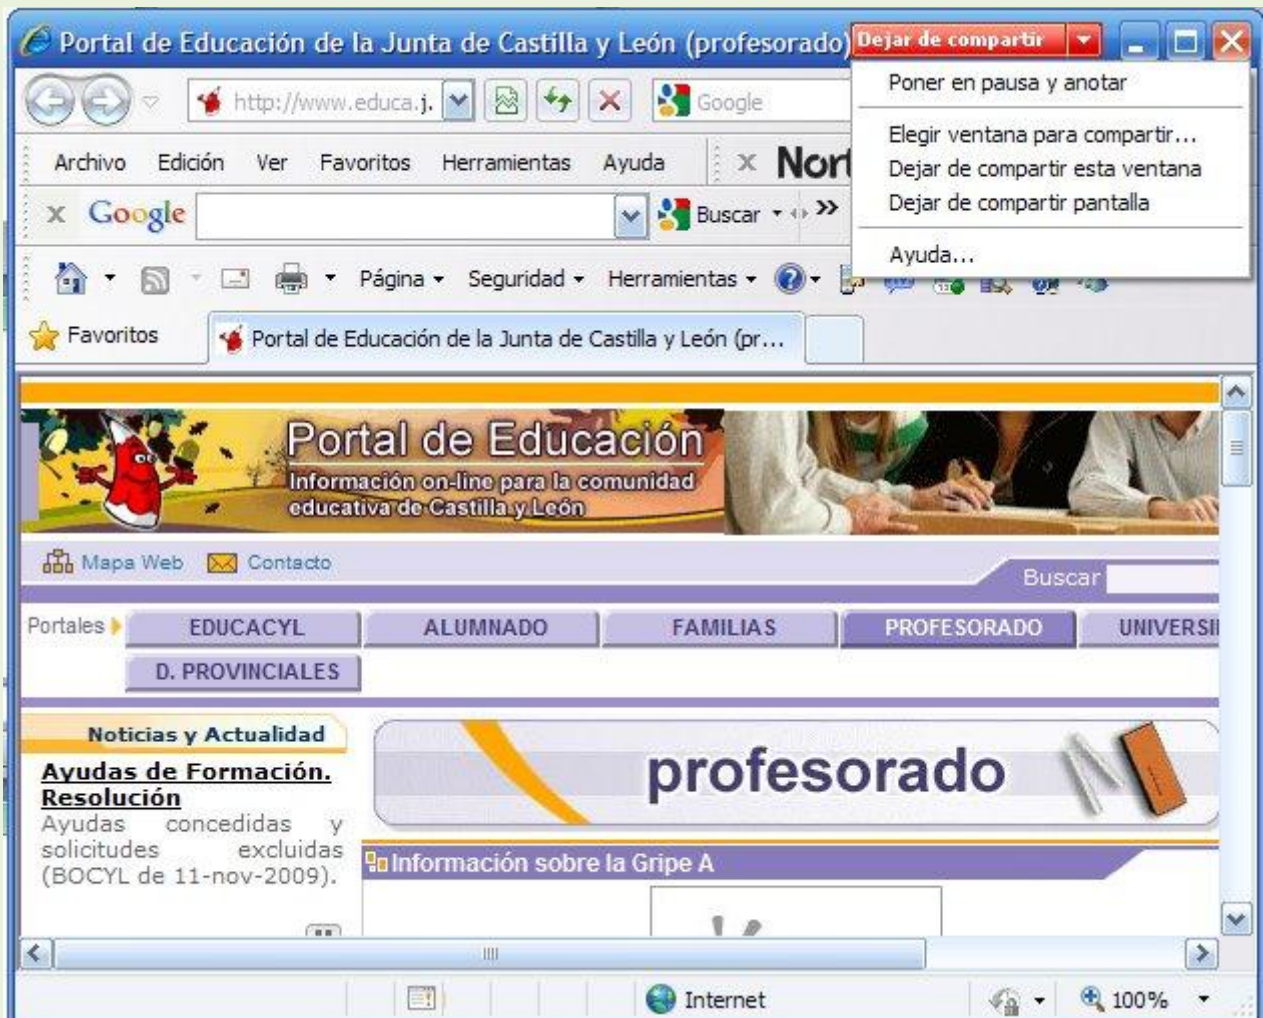 Portal de Educación de la Junta de Castilla y León (profesorado)
Dejar de compartir
Poner en pausa y anotar
Elegir ventana para compartir...
Dejar de compartir esta ventana
Dejar de compartir pantalla
Ayuda...
http://www.educa.j.
Google
Archivo Edición Ver Favoritos Herramientas Ayuda
x Nort
x Google
Buscar
Página Seguridad Herramientas
Favoritos
Portal de Educación de la Junta de Castilla y León (pr...
Portal de Educación
Información on-line para la comunidad
educativa de Castilla y León
Mapa Web Contacto
Buscar
Portales EDUCACYL ALUMNADO FAMILIAS PROFESORADO UNIVERSI
D. PROVINCIALES
Noticias y Actualidad
Ayudas de Formación.
Resolución
Ayudas concedidas y
solicitudes excluidas
(BOCYL de 11-nov-2009).
profesorado
Información sobre la Gripe A
Internet
100%